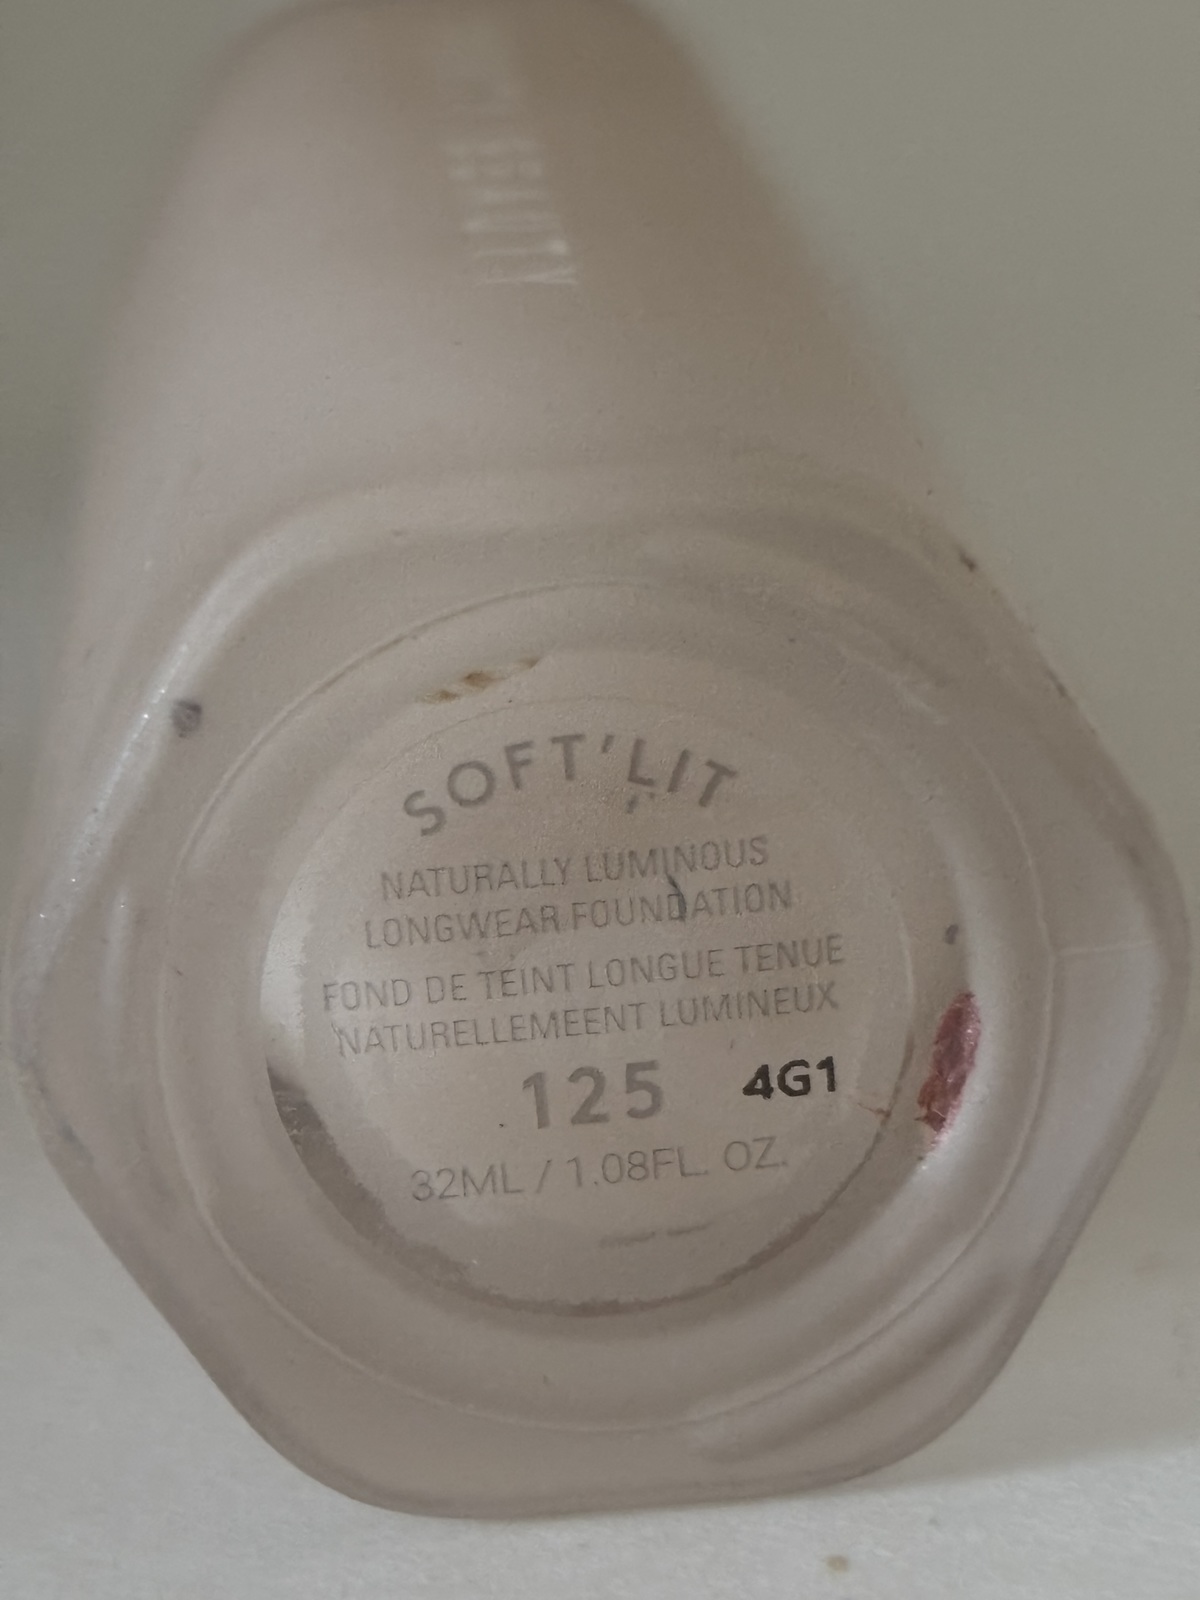 BEAUTY
SOFT'LIT
NATURALLY LUMINOUS
LONGWEAR FOUNDATION
FOND DE TEINT LONGUE TENUE
NATURELLEMEENT LUMINEUX
125 4G1
32ML / 1.08FL. OZ.